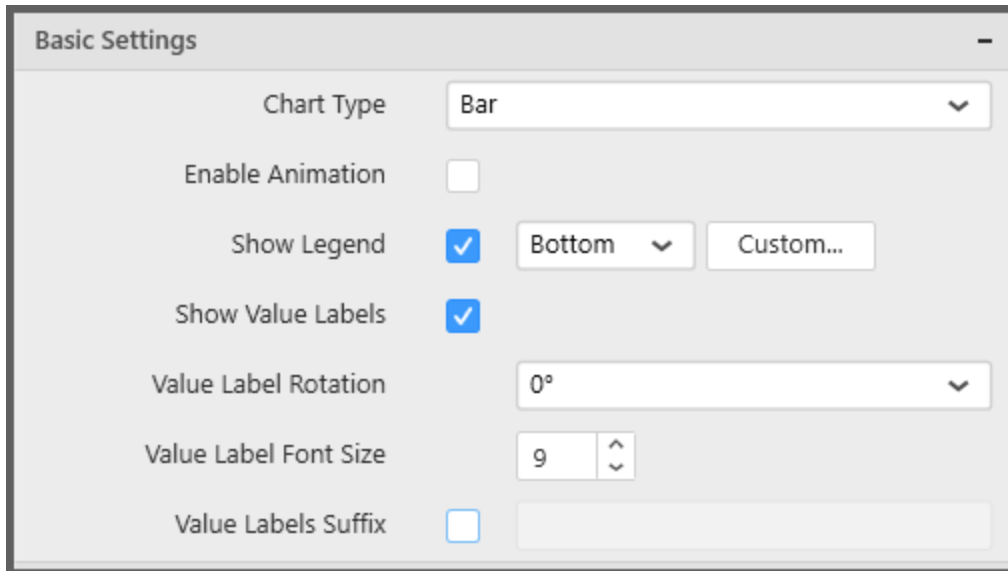 Basic Settings
Chart Type Bar
Enable Animation
Show Legend Bottom Custom...
Show Value Labels
Value Label Rotation 0°
Value Label Font Size 9
Value Labels Suffix